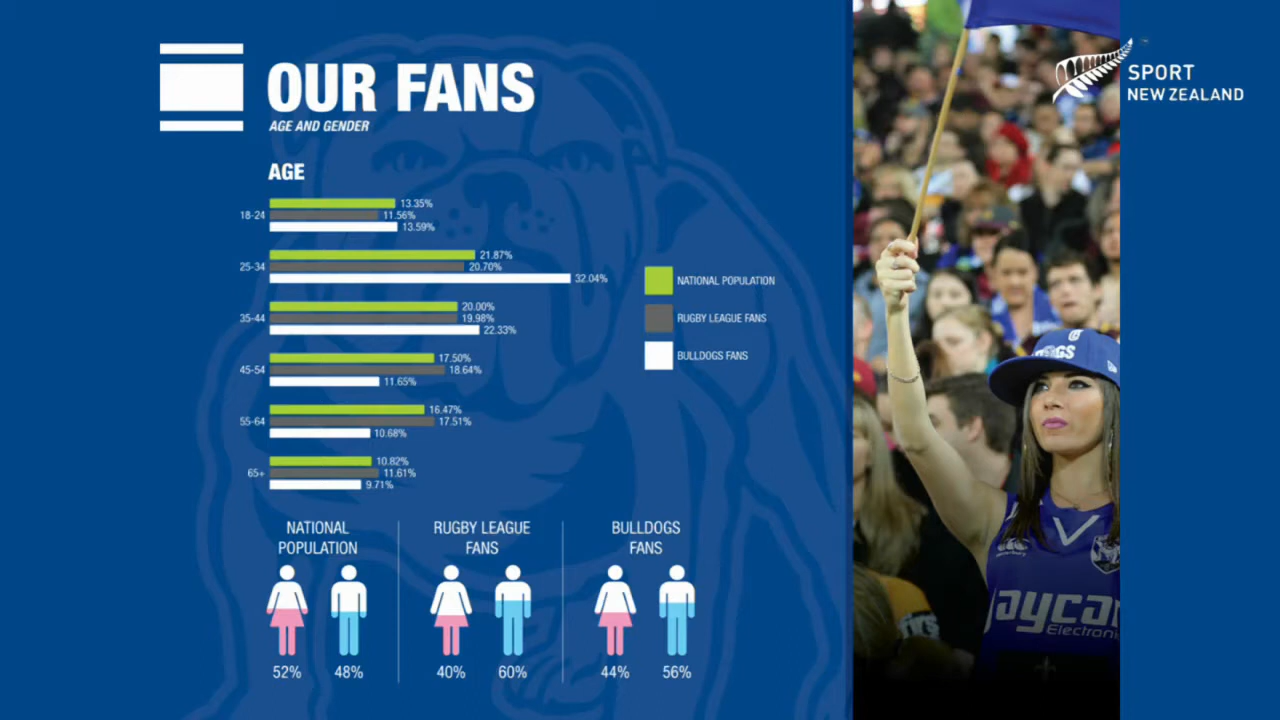 OUR FANS
AGE AND GENDER
SPORT
NEW ZEALAND
AGE
18-24
13.35%
11.56%
13.59%
25-34
21.87%
20.70%
32.04%
35-44
20.00%
19.98%
22.33%
45-54
17.50%
18.64%
11.65%
55-64
16.47%
17.51%
10.68%
65+
10.82%
11.61%
9.71%
NATIONAL POPULATION
RUGBY LEAGUE FANS
BULLDOGS FANS
NATIONAL
POPULATION
52% 48%
RUGBY LEAGUE
FANS
40% 60%
BULLDOGS
FANS
44% 56%
aycar
Electroni